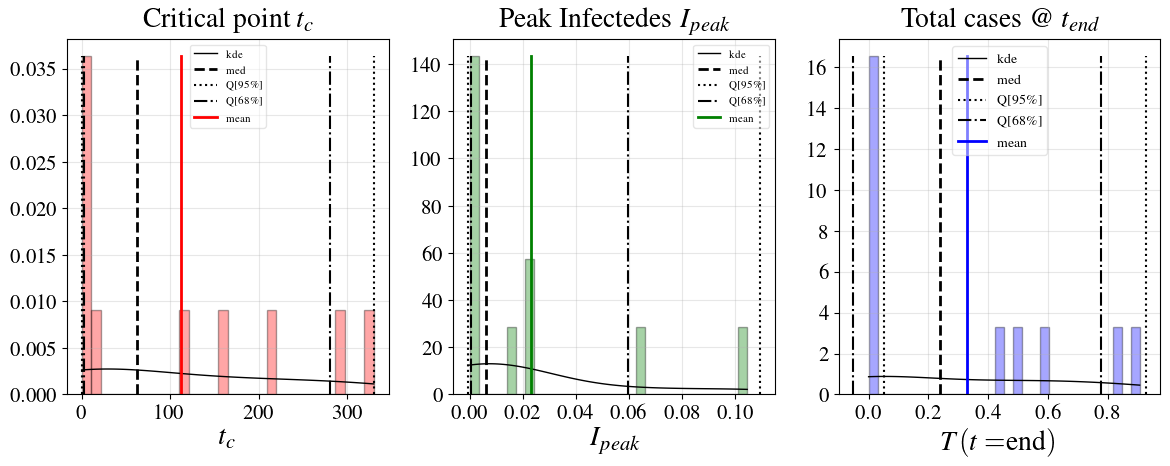 Critical point t_c
kde
med
Q[95%]
Q[68%]
mean
0.035
0.030
0.025
0.020
0.015
0.010
0.005
0.000
0
100
200
300
t_c
Peak Infectedes I_peak
kde
med
Q[95%]
Q[68%]
mean
140
120
100
80
60
40
20
0
0.00
0.02
0.04
0.06
0.08
0.10
I_peak
Total cases @ t_end
kde
med
Q[95%]
Q[68%]
mean
16
14
12
10
8
6
4
2
0
0.0
0.2
0.4
0.6
0.8
T(t =end)